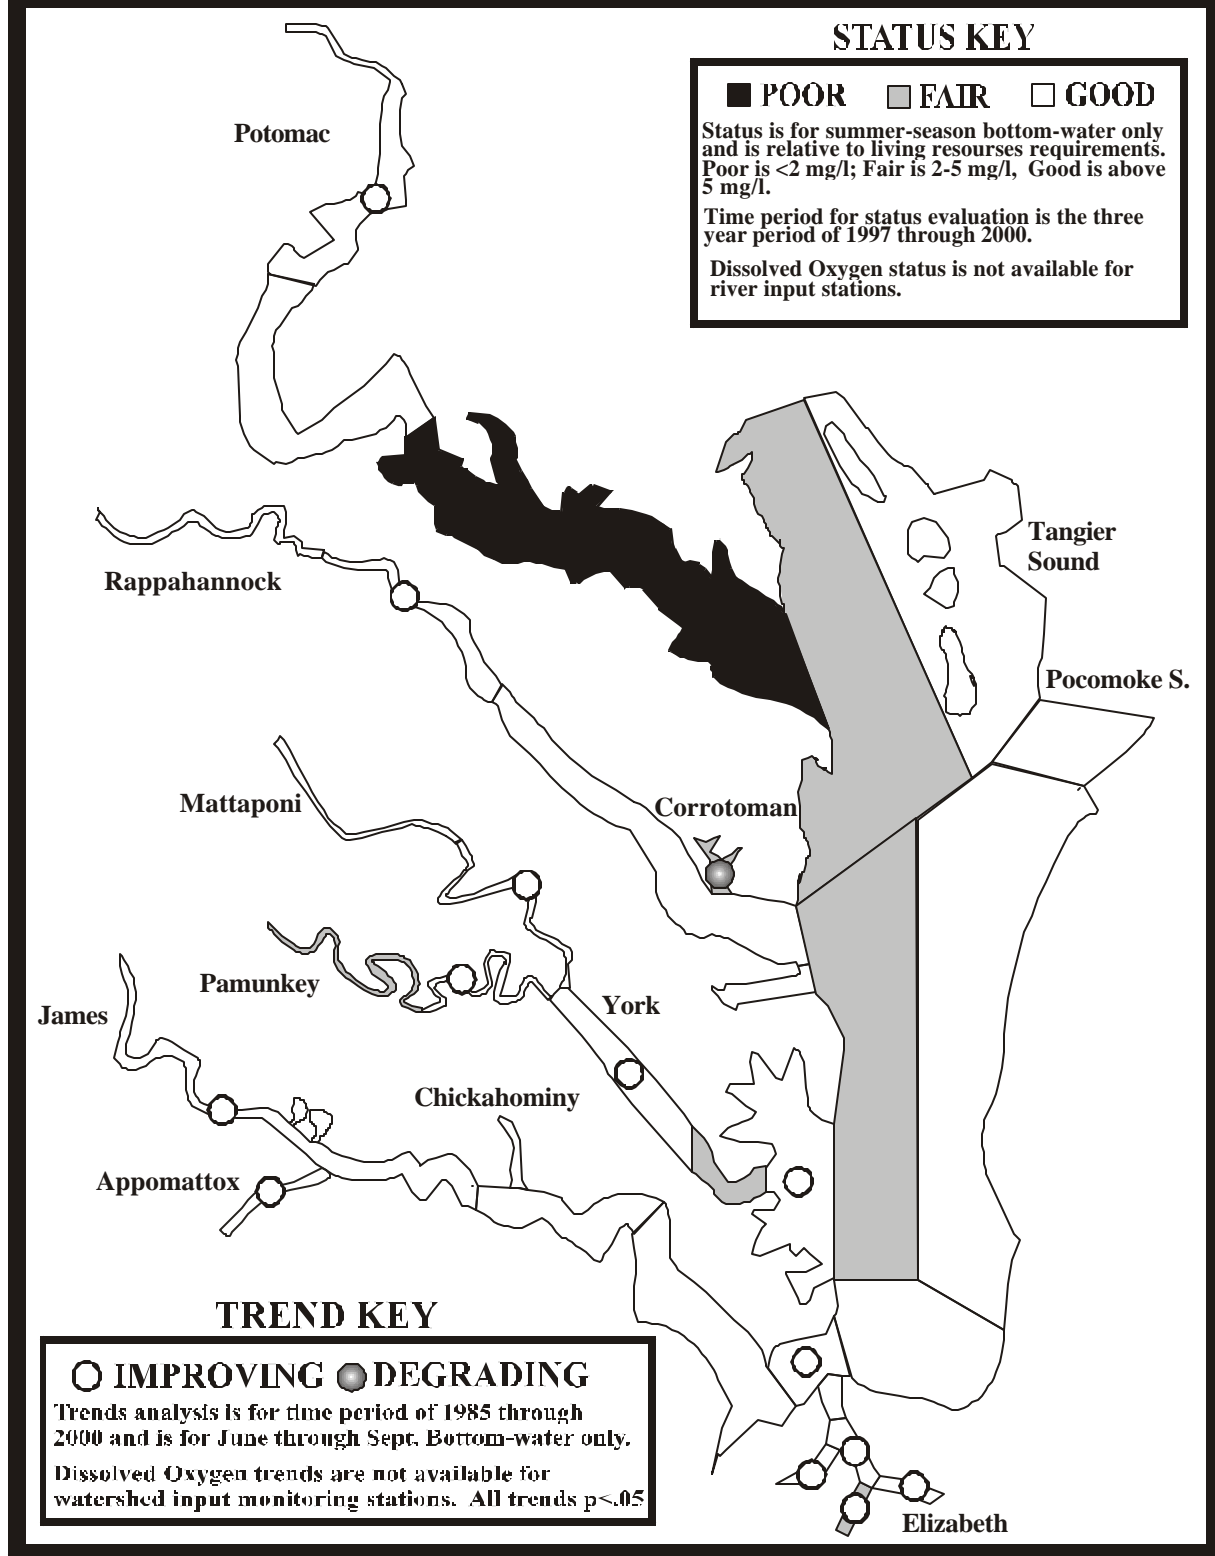 STATUS KEY
POOR FAIR GOOD
Status is for summer-season bottom-water only
and is relative to living resourses requirements.
Poor is <2 mg/l; Fair is 2-5 mg/l, Good is above
5 mg/l.
Time period for status evaluation is the three
year period of 1997 through 2000.
Dissolved Oxygen status is not available for
river input stations.
Potomac
Tangier
Sound
Rappahannock
Pocomoke S.
Mattaponi
Corrotoman
Pamunkey
York
James
Chickahominy
Appomattox
TREND KEY
IMPROVING DEGRADING
Trends analysis is for time period of 1985 through
2000 and is for June through Sept. Bottom-water only.
Dissolved Oxygen trends are not available for
watershed input monitoring stations. All trends p<.05
Elizabeth